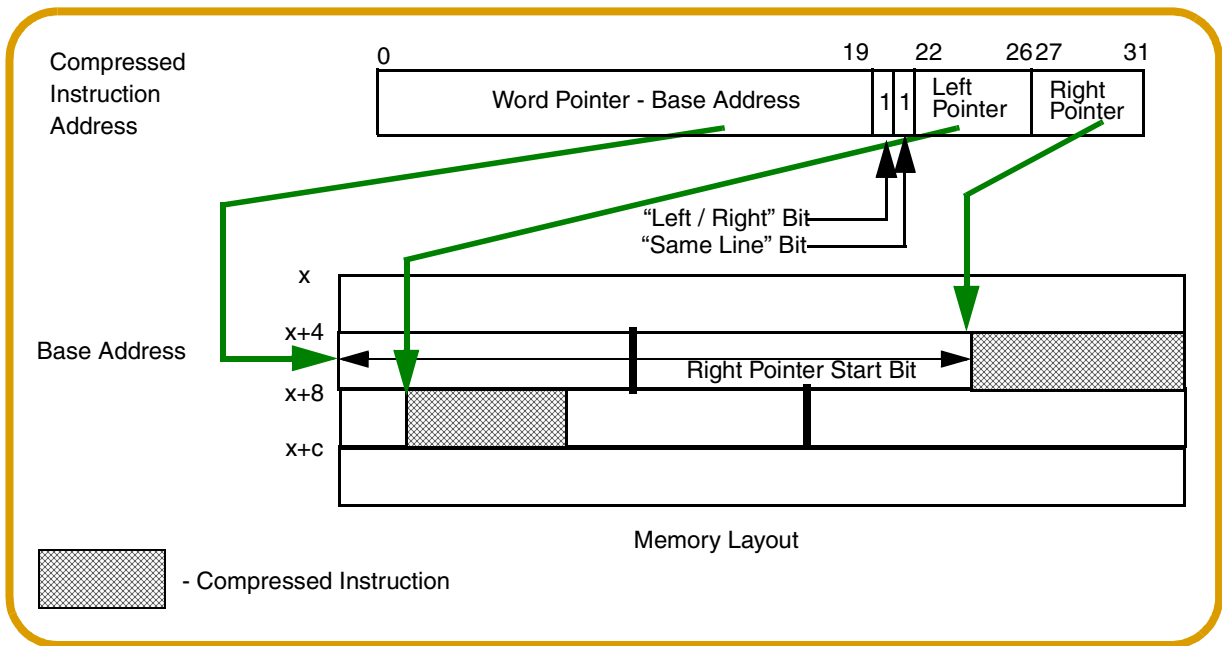 Compressed
Instruction
Address
0 19 22 26 27 31
Word Pointer - Base Address
1 1
Left
Pointer
Right
Pointer
“Left / Right” Bit
“Same Line” Bit
x
x+4
Base Address
Right Pointer Start Bit
x+8
x+c
Memory Layout
- Compressed Instruction